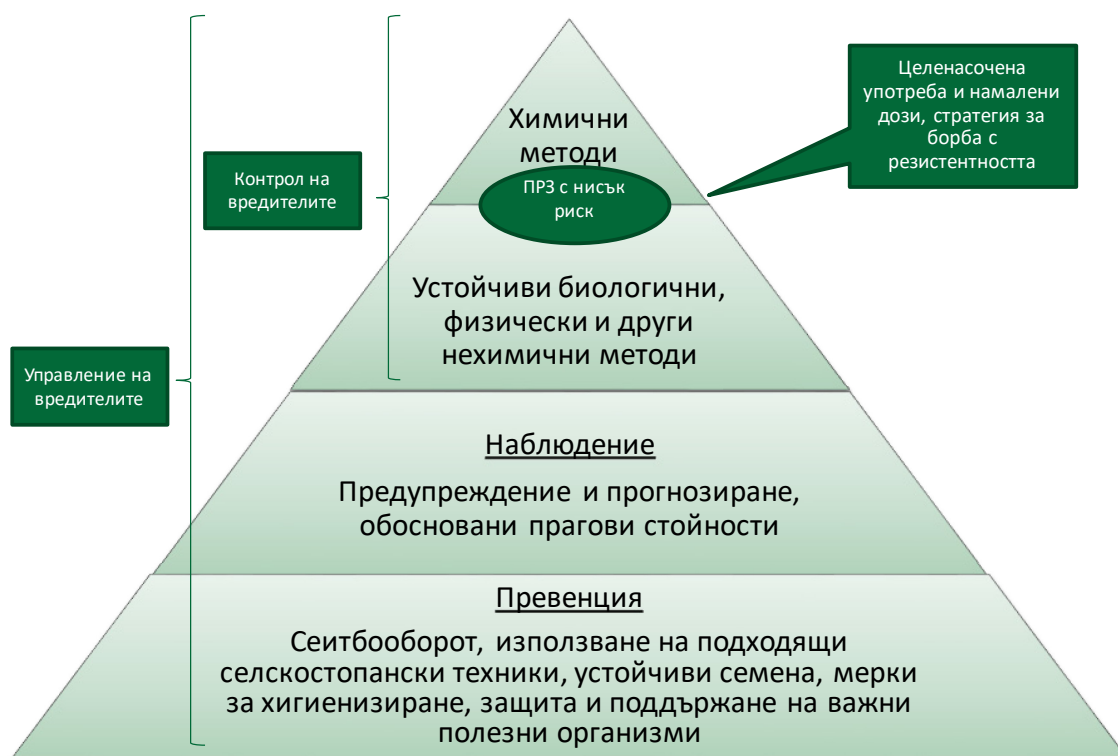 Химични
методи
ПРЗ с нисък
риск
Целенасочена
употреба и намалени
дози, стратегия за
борба с
резистентността
Контрол на
вредителите
Устойчиви биологични,
физически и други
нехимични методи
Управление на
вредителите
Наблюдение
Предупреждение и прогнозиране,
обосновани прагови стойности
Превенция
Сеитбооборот, използване на подходящи
селскостопански техники, устойчиви семена, мерки
за хигиенизиране, защита и поддържане на важни
полезни организми